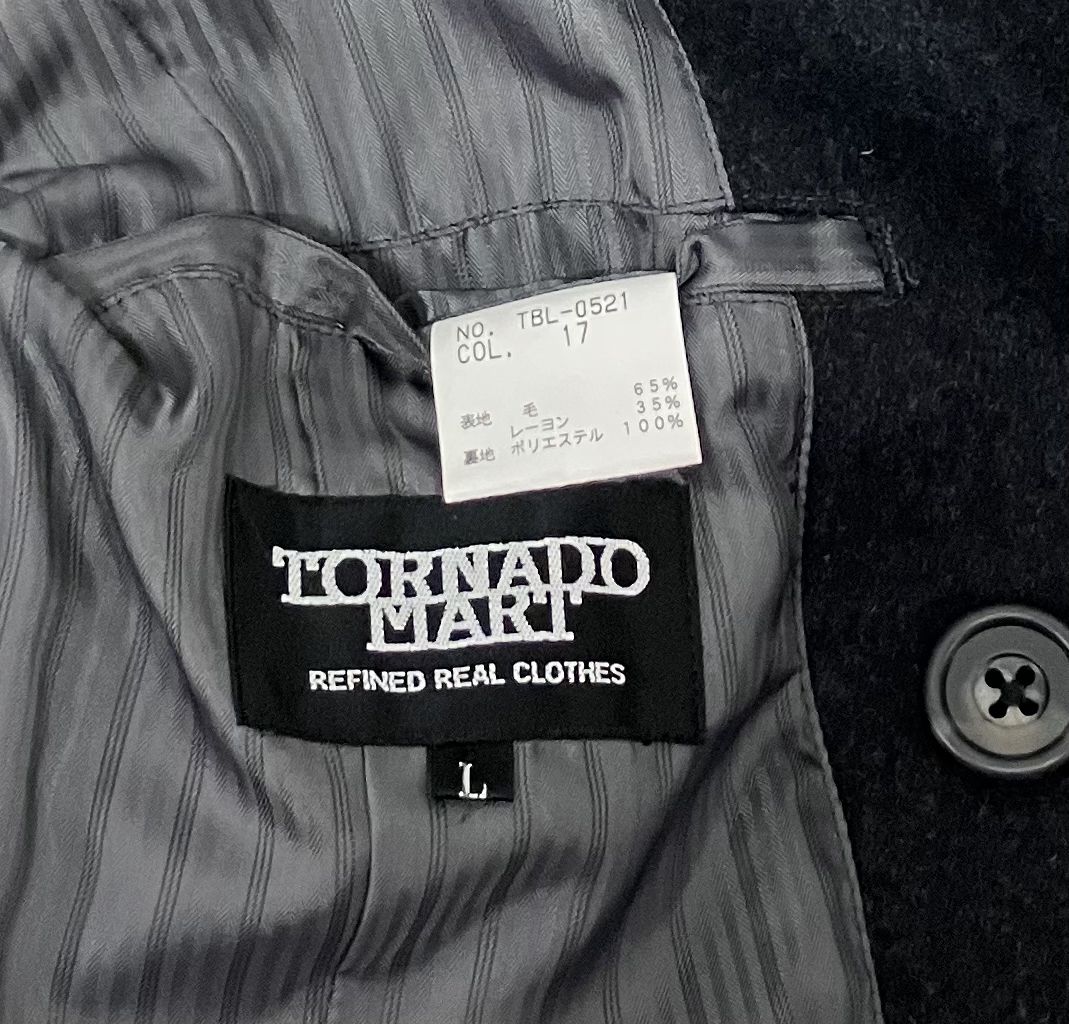 NO. TBL-0521
COL. 17
表地 毛 65%
レーヨン 35%
裏地 ポリエステル 100%
TORNADO
MART
REFINED REAL CLOTHES
L